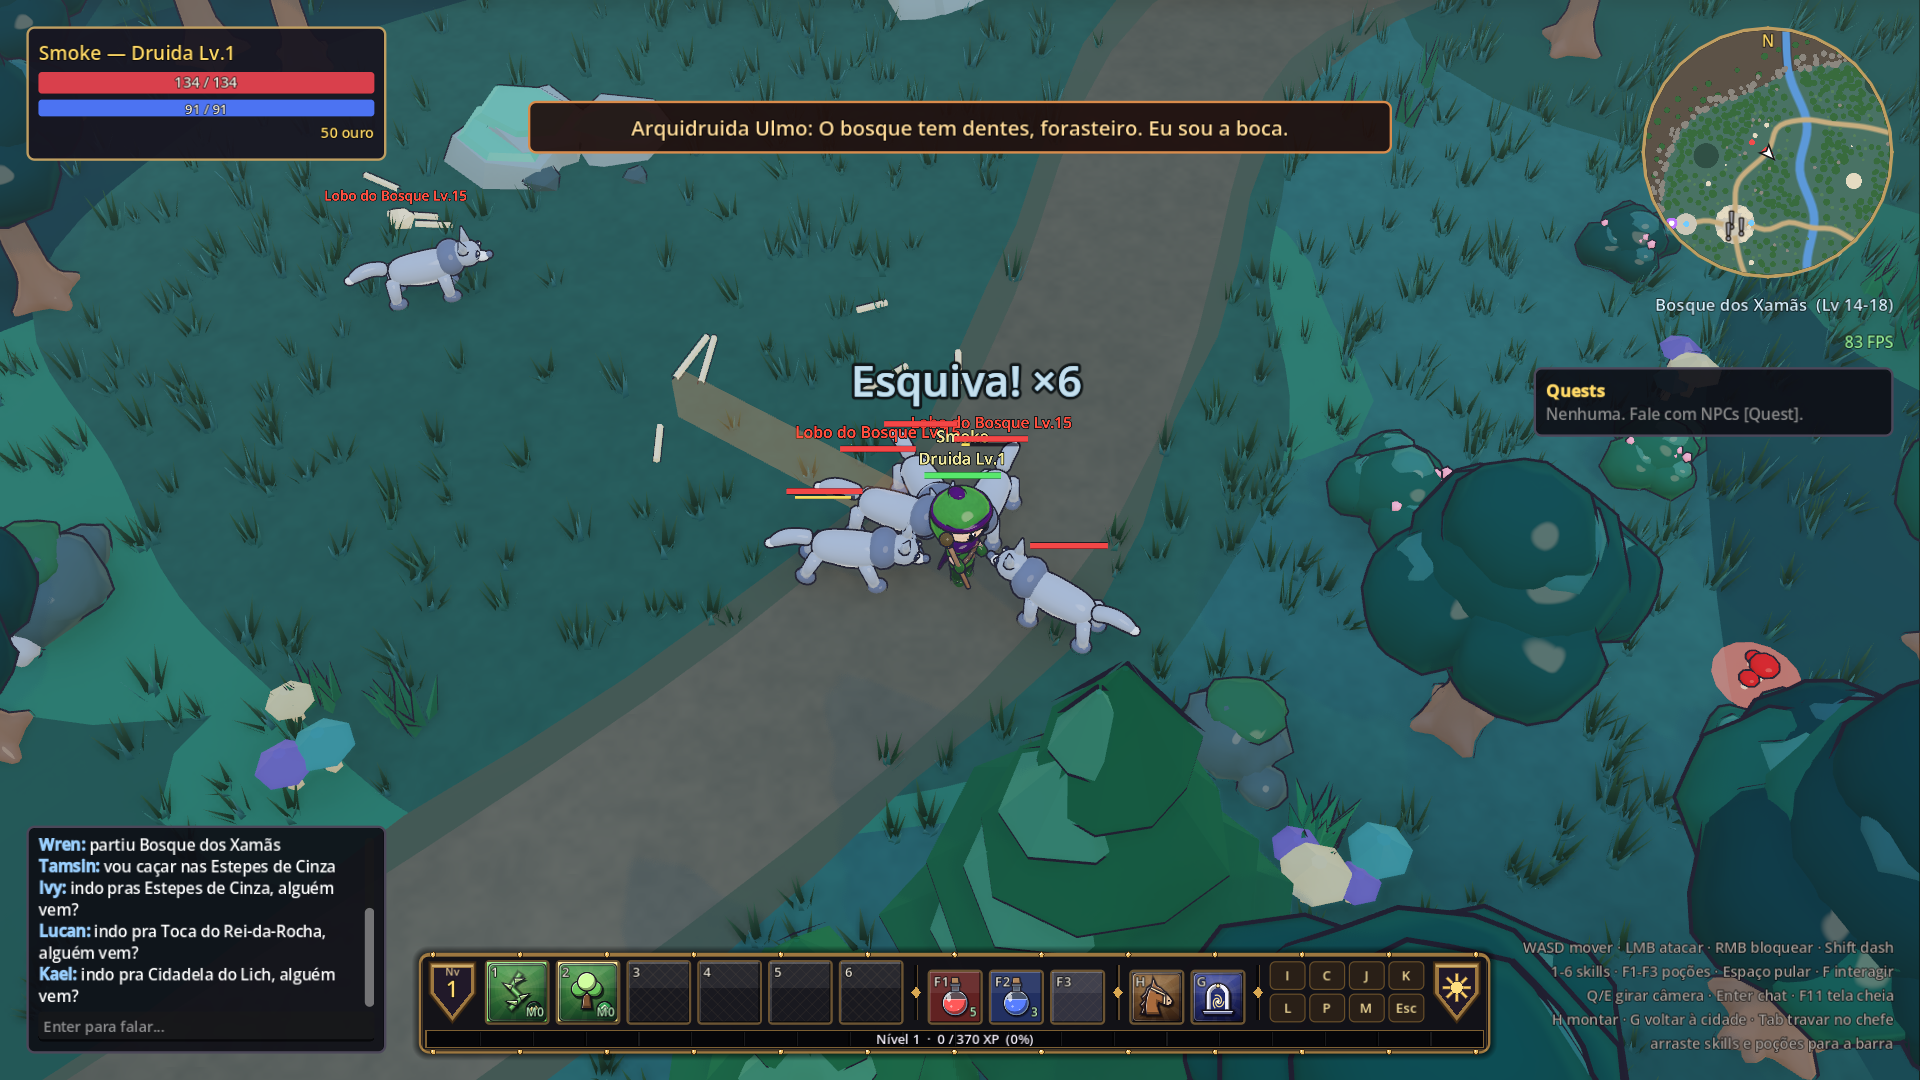 Smoke — Druida Lv.1
134 / 134
91 / 91
50 ouro
Arquidruida Ulmo: O bosque tem dentes, forasteiro. Eu sou a boca.
N
Bosque dos Xamãs (Lv 14-18)
83 FPS
Quests
Nenhuma. Fale com NPCs [Quest].
Lobo do Bosque Lv.15
Esquiva! ×6
Lobo do Bosque Lv.15
Lobo do Bosque
Smoke
Druida Lv.1
Wren: partiu Bosque dos Xamãs
Tamsin: vou caçar nas Estepes de Cinza
Ivy: indo pras Estepes de Cinza, alguém
vem?
Lucan: indo pra Toca do Rei-da-Rocha,
alguém vem?
Kael: indo pra Cidadela do Lich, alguém
vem?
Enter para falar...
Nv
1
1 M0
2 M0
3
4
5
6
F1 5
F2 3
F3
H
G
I C J K
L P M Esc
Nível 1 · 0 / 370 XP (0%)
WASD mover · LMB atacar · RMB bloquear · Shift dash
1-6 skills · F1-F3 poções · Espaço pular · F interagir
Q/E girar câmera · Enter chat · F11 tela cheia
H montar · G voltar à cidade · Tab travar no chefe
arraste skills e poções para a barra